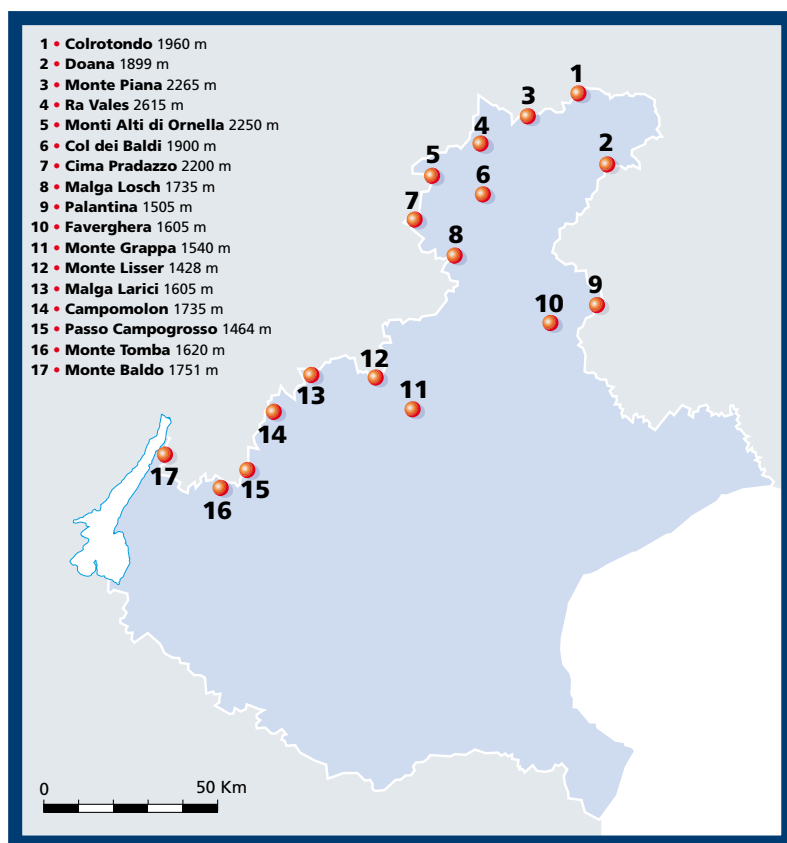 1 • Colrotondo 1960 m
2 • Doana 1899 m
3 • Monte Piana 2265 m
4 • Ra Vales 2615 m
5 • Monti Alti di Ornella 2250 m
6 • Col dei Baldi 1900 m
7 • Cima Pradazzo 2200 m
8 • Malga Losch 1735 m
9 • Palantina 1505 m
10 • Faverghera 1605 m
11 • Monte Grappa 1540 m
12 • Monte Lisser 1428 m
13 • Malga Larici 1605 m
14 • Campomolon 1735 m
15 • Passo Campogrosso 1464 m
16 • Monte Tomba 1620 m
17 • Monte Baldo 1751 m
1
3
4
2
5
6
7
8
9
10
12
13
11
14
17
15
16
0 50 Km